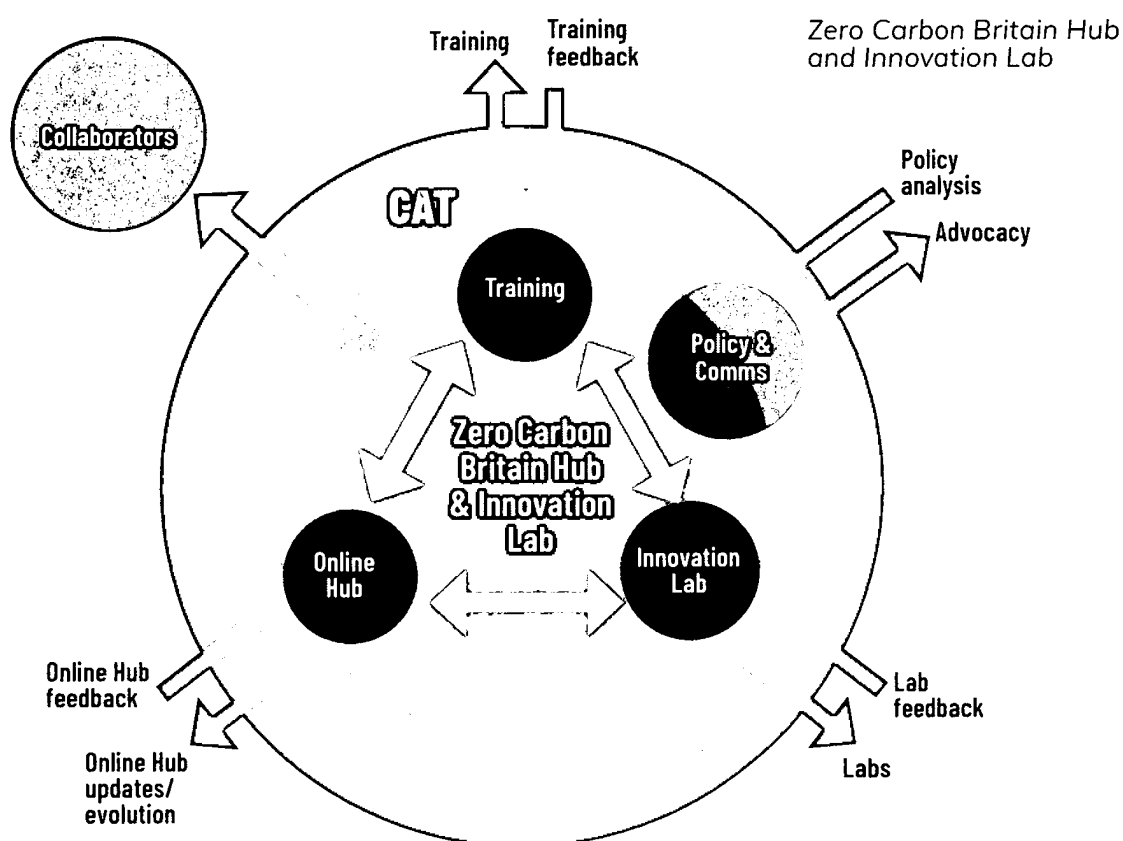 Zero Carbon Britain Hub
and Innovation Lab
Training
Training
feedback
Collaborators
Policy
analysis
Advocacy
CAT
Training
Policy &
Comms
Zero Carbon
Britain Hub
& Innovation
Lab
Online
Hub
Innovation
Lab
Online Hub
feedback
Online Hub
updates/
evolution
Lab
feedback
Labs